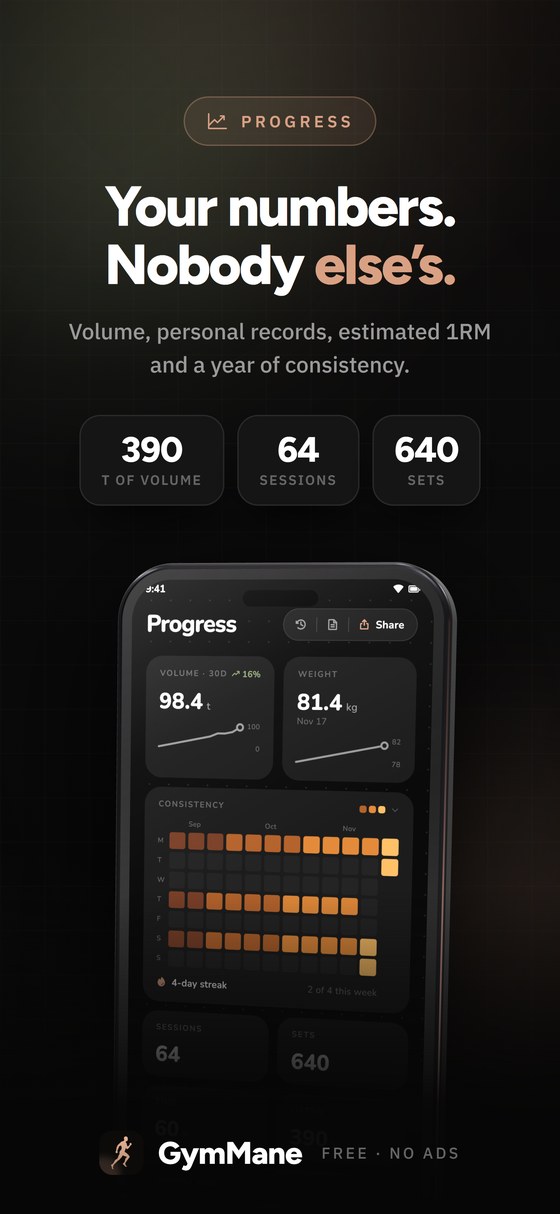 PROGRESS
Your numbers.
Nobody else's.
Volume, personal records, estimated 1RM
and a year of consistency.
390
T OF VOLUME
64
SESSIONS
640
SETS
9:41
Progress
Share
VOLUME · 30D 16%
98.4 t
100
0
WEIGHT
81.4 kg
Nov 17
82
78
CONSISTENCY
Sep Oct Nov
M
T
W
T
F
S
S
4-day streak
2 of 4 this week
SESSIONS
64
SETS
640
60
390
GymMane FREE · NO ADS